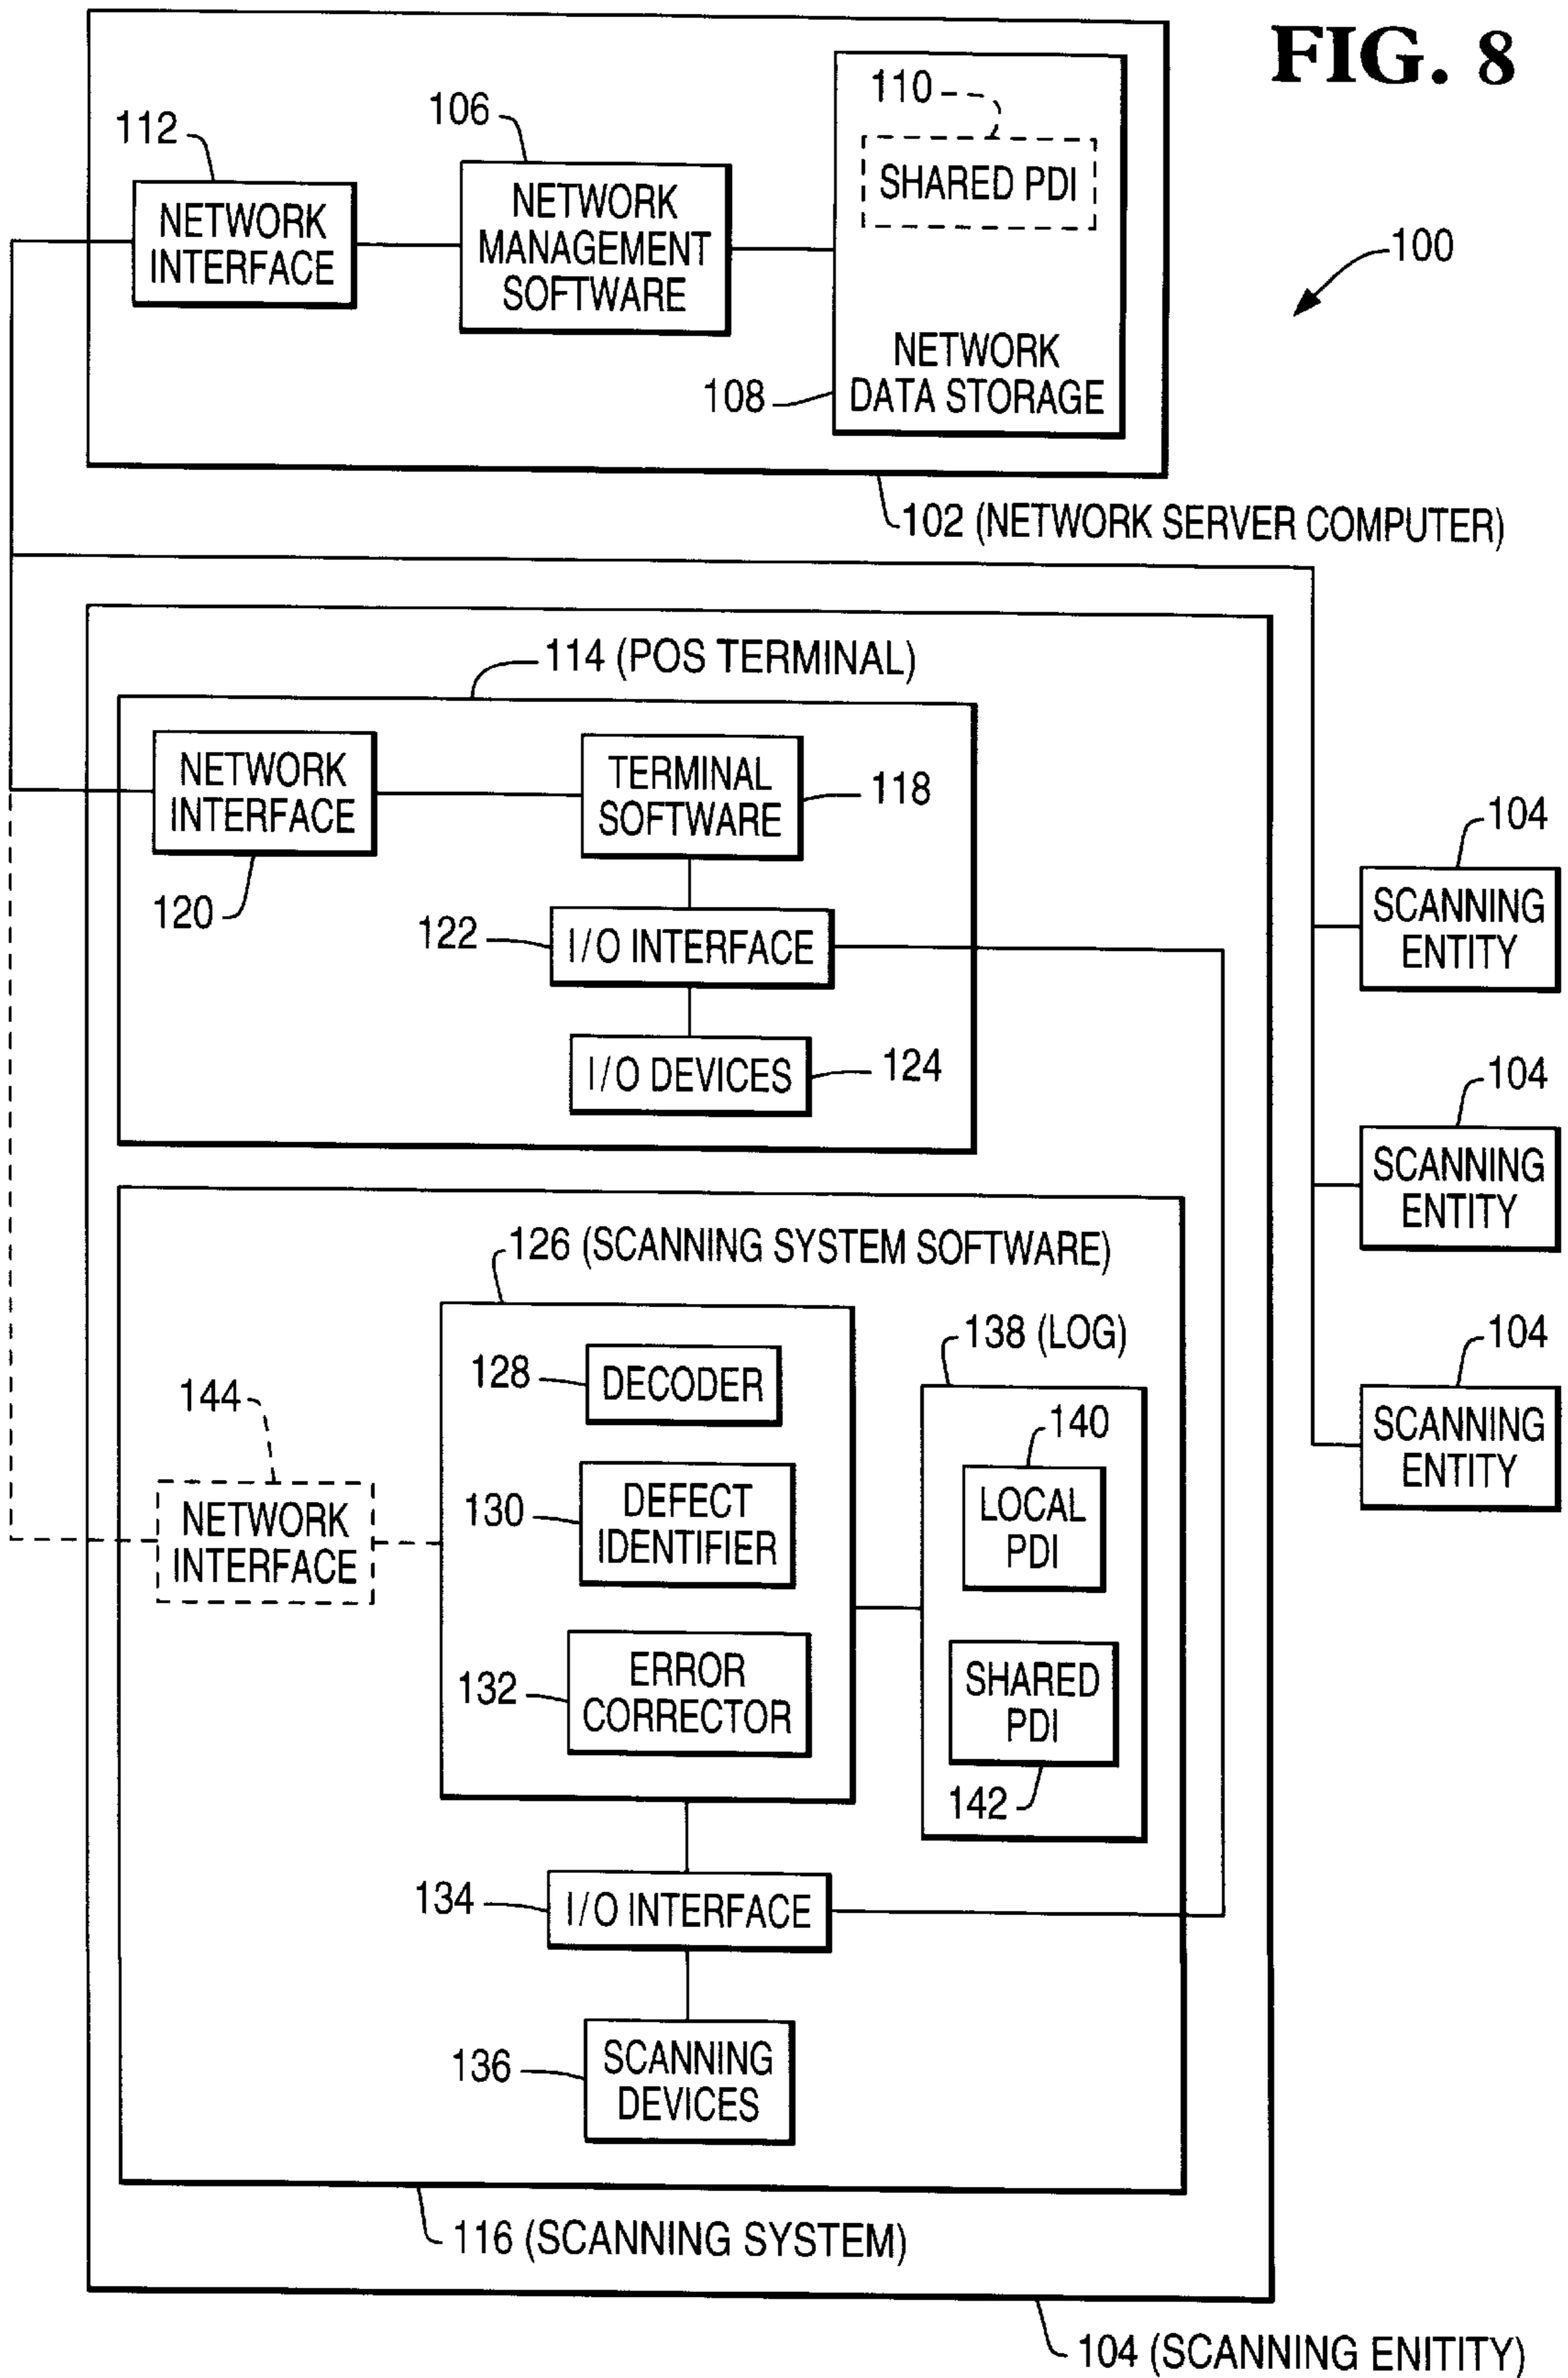 FIG. 8
110
106
112
SHARED PDI
NETWORK
MANAGEMENT
SOFTWARE
NETWORK
INTERFACE
100
NETWORK
DATA STORAGE
108
102 (NETWORK SERVER COMPUTER)
114 (POS TERMINAL)
NETWORK
INTERFACE
TERMINAL
SOFTWARE
118
120
122
I/O INTERFACE
I/O DEVICES
124
104
SCANNING
ENTITY
104
SCANNING
ENTITY
104
SCANNING
ENTITY
126 (SCANNING SYSTEM SOFTWARE)
138 (LOG)
128
DECODER
144
140
130
DEFECT
IDENTIFIER
LOCAL
PDI
NETWORK
INTERFACE
132
ERROR
CORRECTOR
SHARED
PDI
142
134
I/O INTERFACE
136
SCANNING
DEVICES
116 (SCANNING SYSTEM)
104 (SCANNING ENITITY)